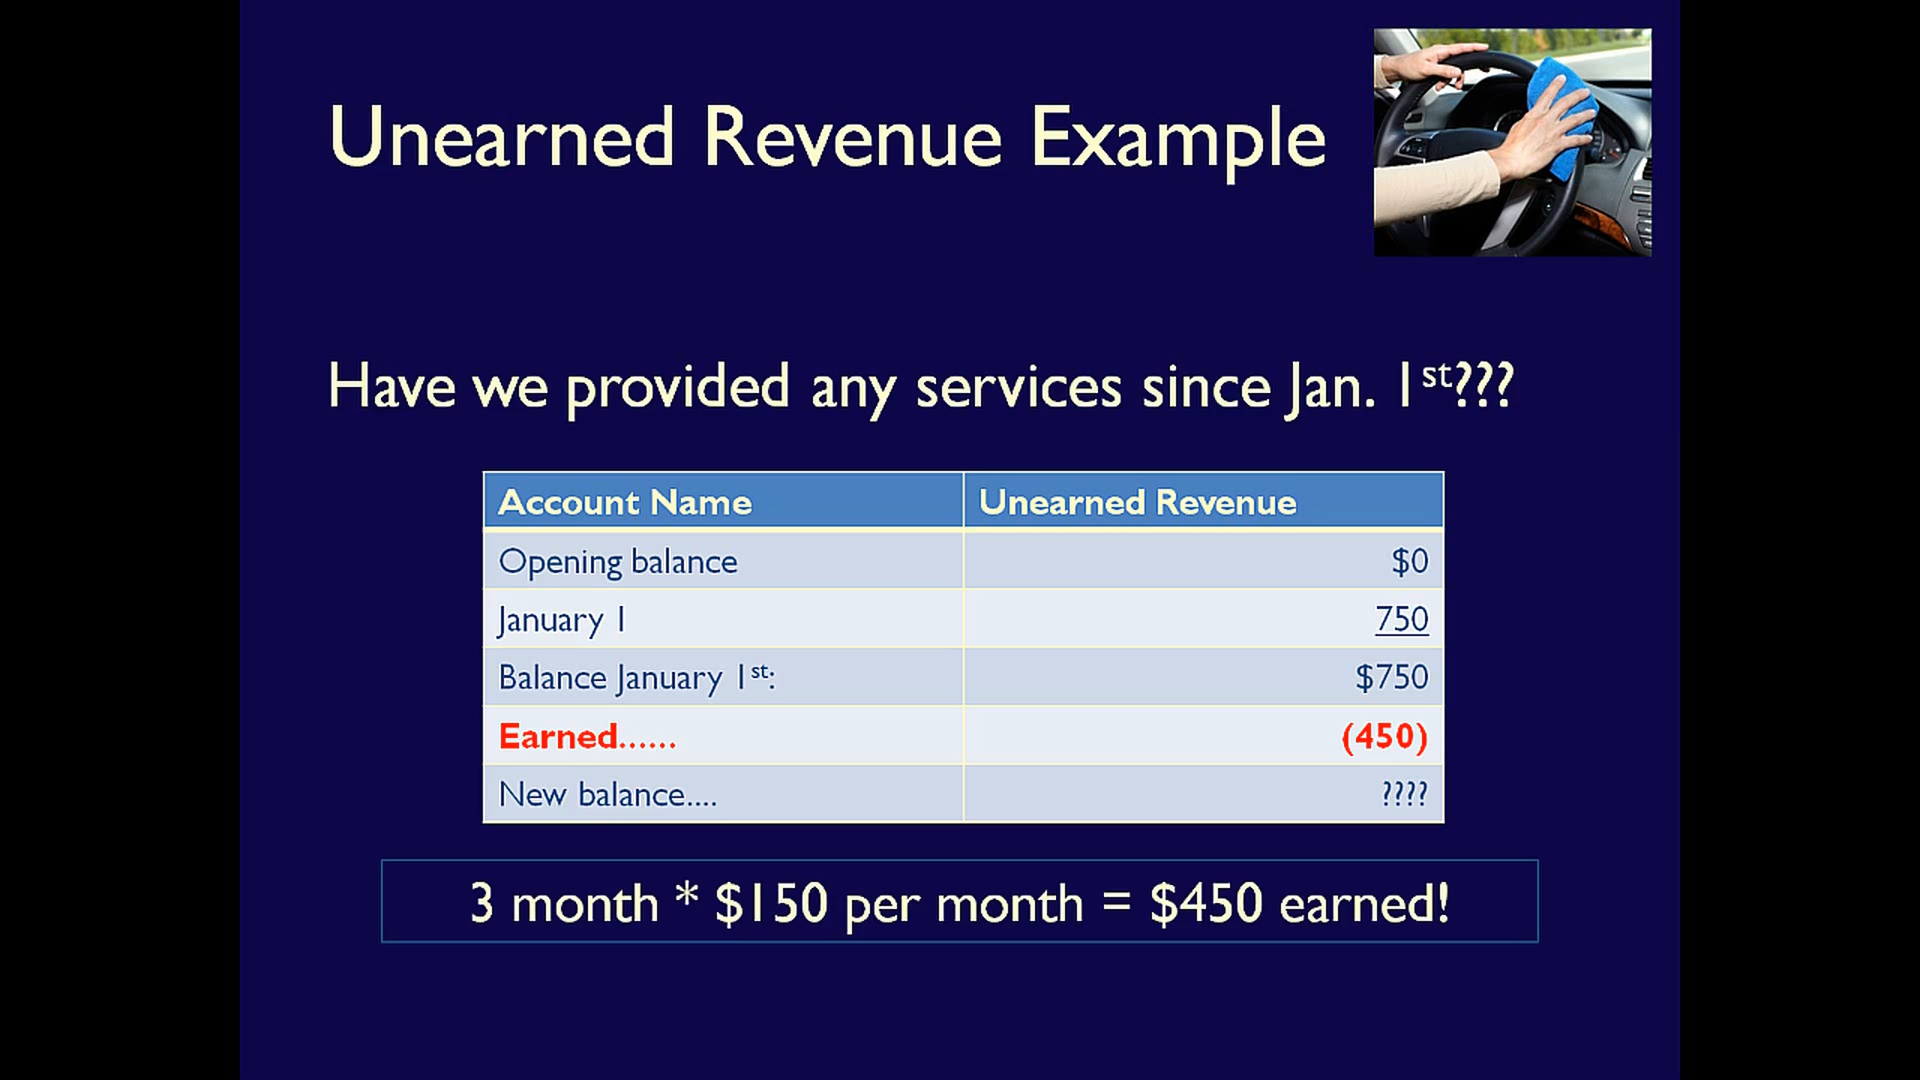 Unearned Revenue Example
Have we provided any services since Jan. 1st???
Account Name Unearned Revenue
Opening balance $0
January 1 750
Balance January 1st: $750
Earned...... (450)
New balance.... ????
3 month * $150 per month = $450 earned!